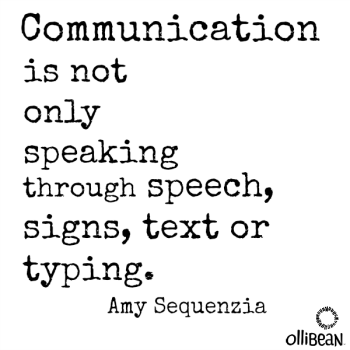 Communication
is not
only
speaking
through speech,
signs, text or
typing.
Amy Sequenzia
ollibean